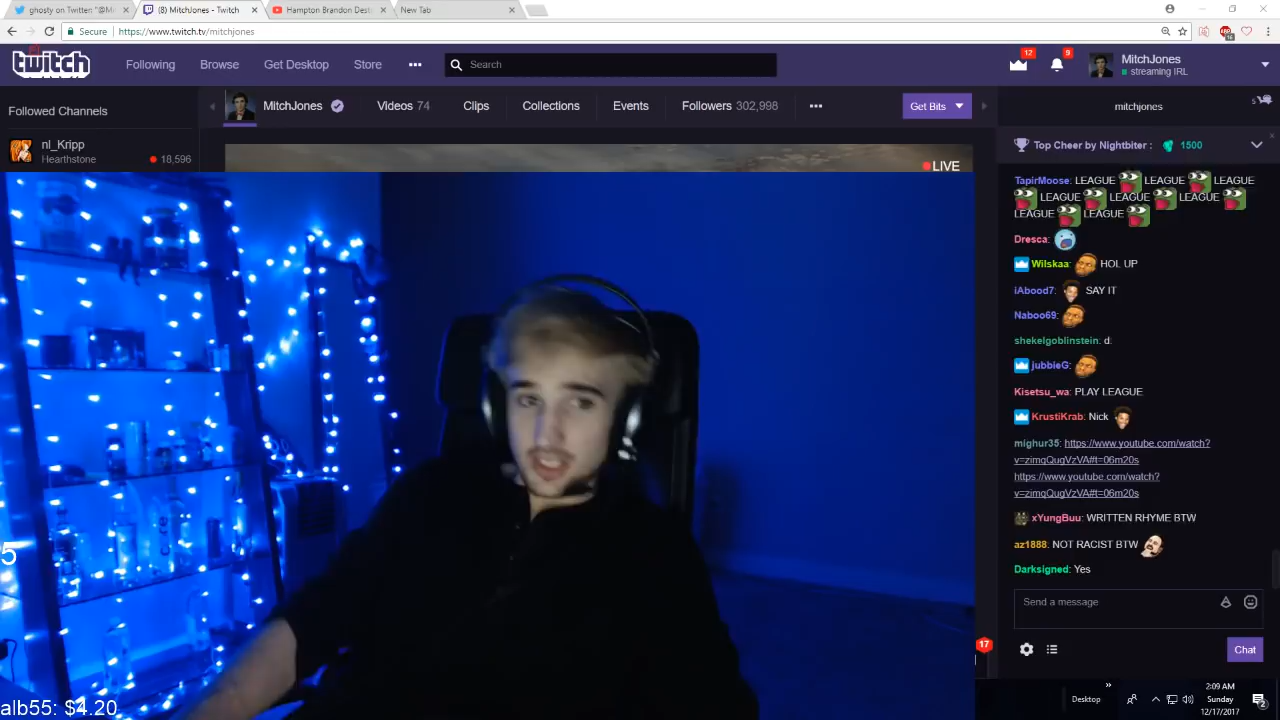 ghosty on Twitter: "@Mi
MitchJones - Twitch
Hampton Brandon Dest
New Tab
Secure
https://www.twitch.tv/mitchjones
twitch
Following
Browse
Get Desktop
Store
Search
12
9
MitchJones
streaming IRL
Followed Channels
MitchJones
Videos 74
Clips
Collections
Events
Followers 302,998
Get Bits
mitchjones
nl_Kripp
Hearthstone
18,596
LIVE
Top Cheer by Nightbiter : 1500
TapirMoose: LEAGUE LEAGUE LEAGUE
LEAGUE LEAGUE LEAGUE
LEAGUE LEAGUE
Dresca:
Wilskaa: HOL UP
iAbood7: SAY IT
Naboo69:
shekelgoblinstein: d:
jubbieG:
Kisetsu_wa: PLAY LEAGUE
KrustiKrab: Nick
mighur35: https://www.youtube.com/watch?
v=zimqQugVzVA#t=06m20s
https://www.youtube.com/watch?
v=zimqQugVzVA#t=06m20s
xYungBuu: WRITTEN RHYME BTW
az1888: NOT RACIST BTW
Darksigned: Yes
Send a message
Chat
5
17
alb55: $4.20
Desktop
2:09 AM
Sunday
12/17/2017
2